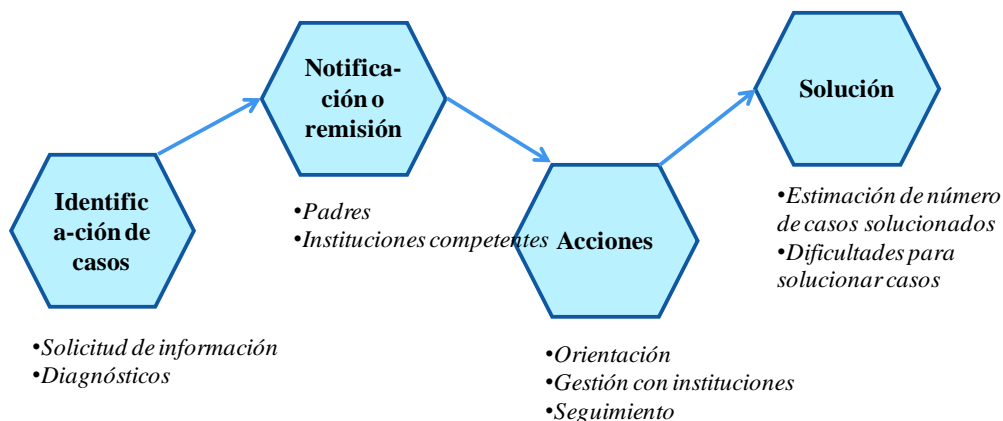 Identific
a-ción de
casos
•Solicitud de información
•Diagnósticos
Notifica-
ción o
remisión
•Padres
•Instituciones competentes
Acciones
•Orientación
•Gestión con instituciones
•Seguimiento
Solución
•Estimación de número
de casos solucionados
•Dificultades para
solucionar casos